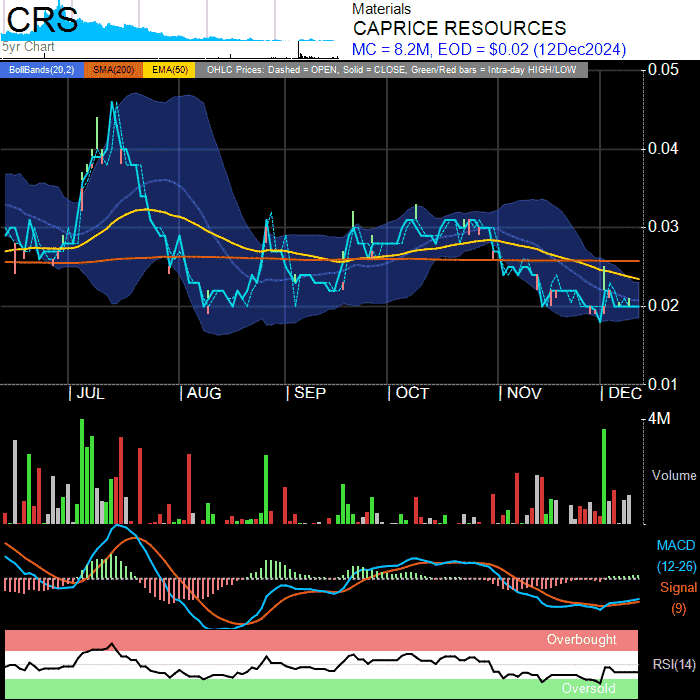 CRS
5yr Chart
Materials
CAPRICE RESOURCES
MC = 8.2M, EOD = $0.02 (12Dec2024)
BollBands(20,2) SMA(200) EMA(50) OHLC Prices: Dashed = OPEN, Solid = CLOSE, Green/Red bars = Intra-day HIGH/LOW
0.05
0.04
0.03
0.02
0.01
JUL AUG SEP OCT NOV DEC
4M
Volume
MACD
(12-26)
Signal
(9)
Overbought
RSI(14)
Oversold